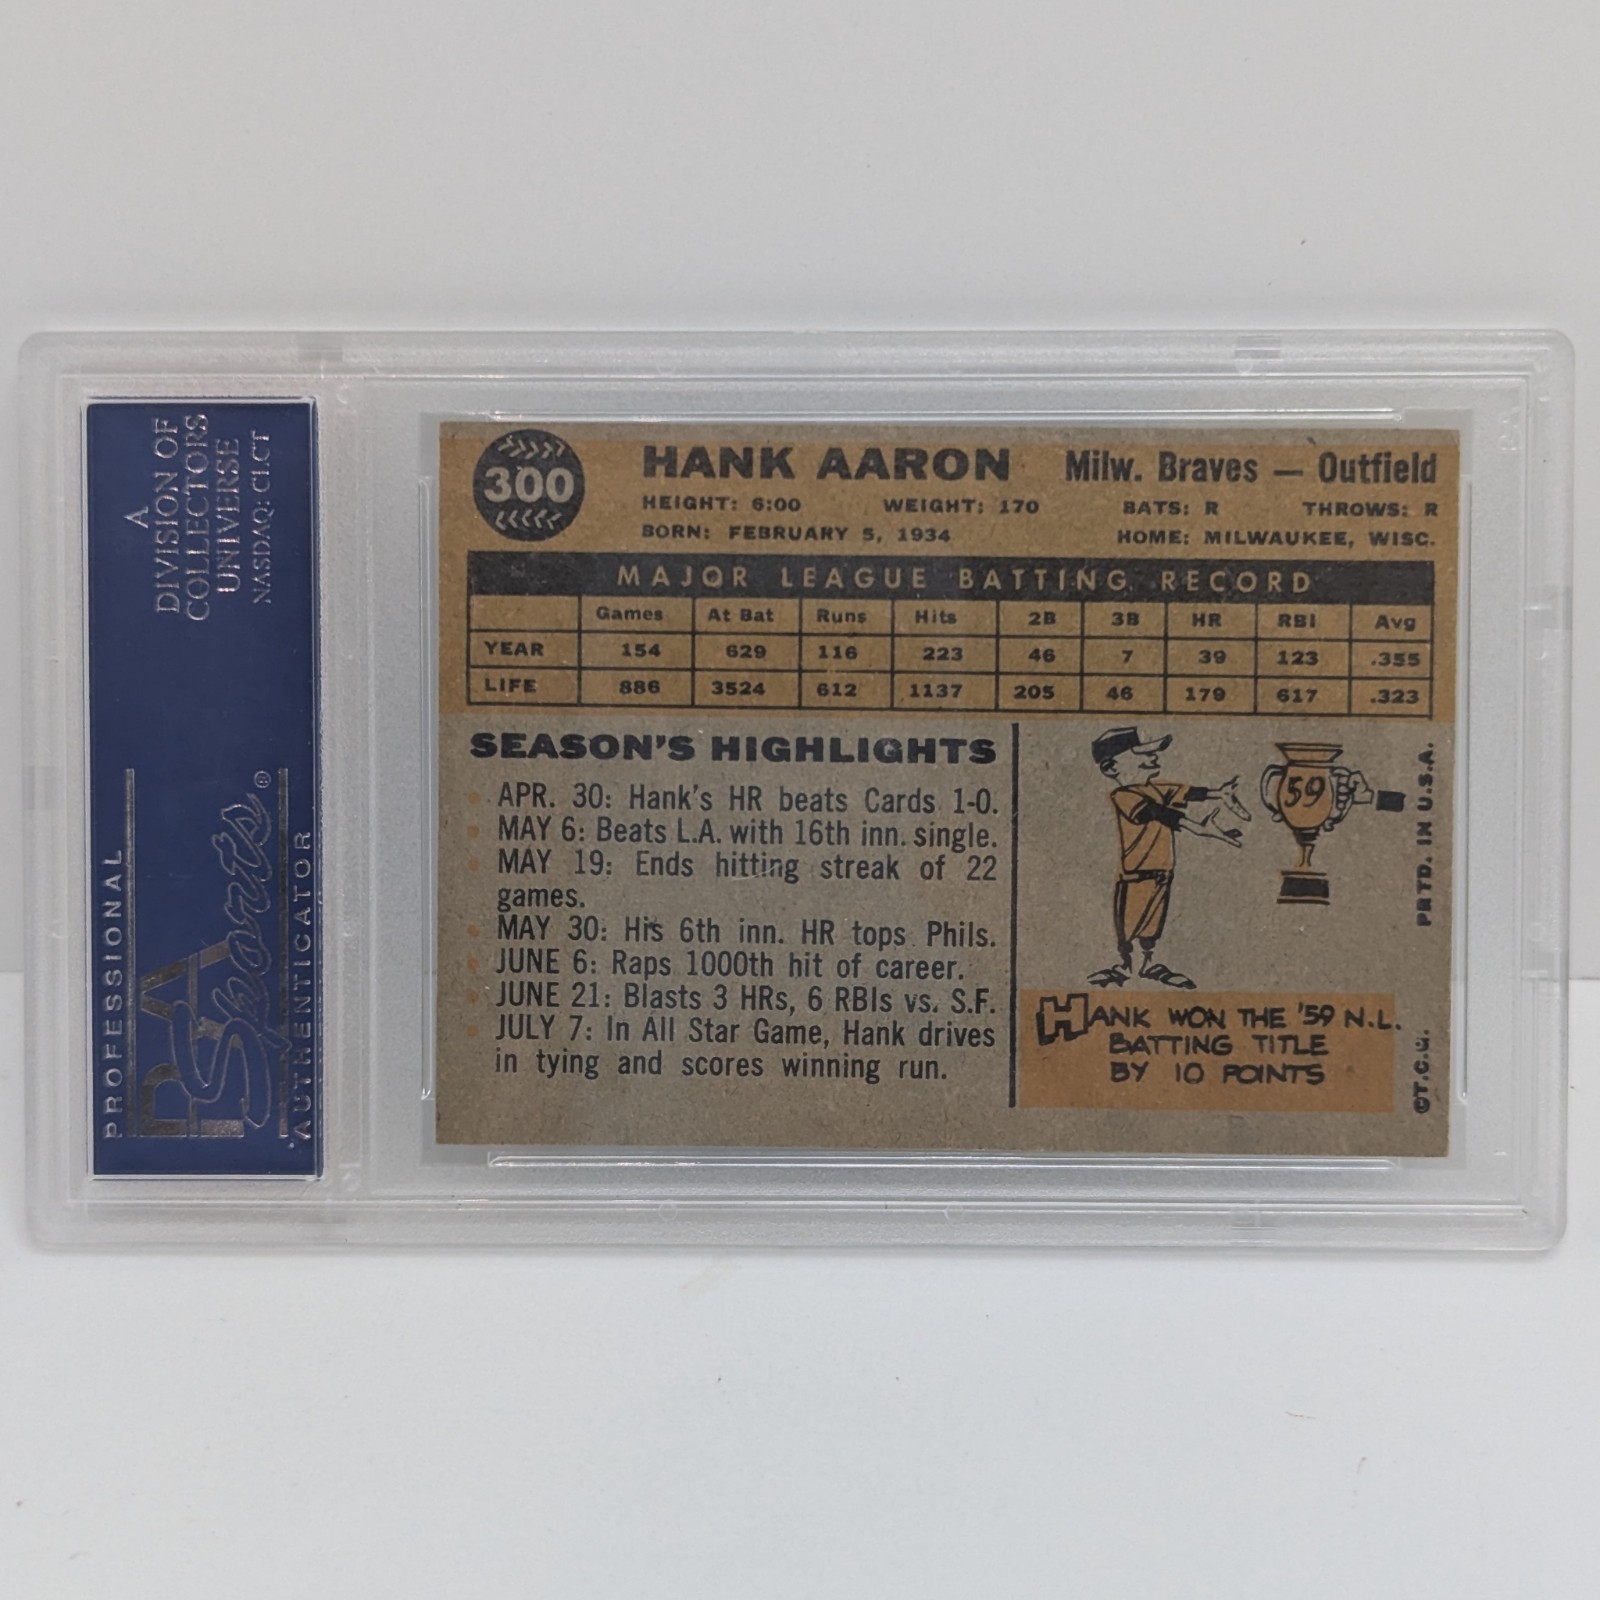 A
DIVISION OF
COLLECTORS
UNIVERSE
NASDAQ: CLCT
PROFESSIONAL
PSA
Sports®
AUTHENTICATOR
300
HANK AARON Milw. Braves — Outfield
HEIGHT: 6:00 WEIGHT: 170 BATS: R THROWS: R
BORN: FEBRUARY 5, 1934 HOME: MILWAUKEE, WISC.
MAJOR LEAGUE BATTING RECORD
Games At Bat Runs Hits 2B 3B HR RBI Avg
YEAR 154 629 116 223 46 7 39 123 .355
LIFE 886 3524 612 1137 205 46 179 617 .323
SEASON'S HIGHLIGHTS
APR. 30: Hank's HR beats Cards 1-0.
MAY 6: Beats L.A. with 16th inn. single.
MAY 19: Ends hitting streak of 22
games.
MAY 30: His 6th inn. HR tops Phils.
JUNE 6: Raps 1000th hit of career.
JUNE 21: Blasts 3 HRs, 6 RBIs vs. S.F.
JULY 7: In All Star Game, Hank drives
in tying and scores winning run.
59
HANK WON THE '59 N.L.
BATTING TITLE
BY 10 POINTS
©T.C.G. PRTD. IN U.S.A.